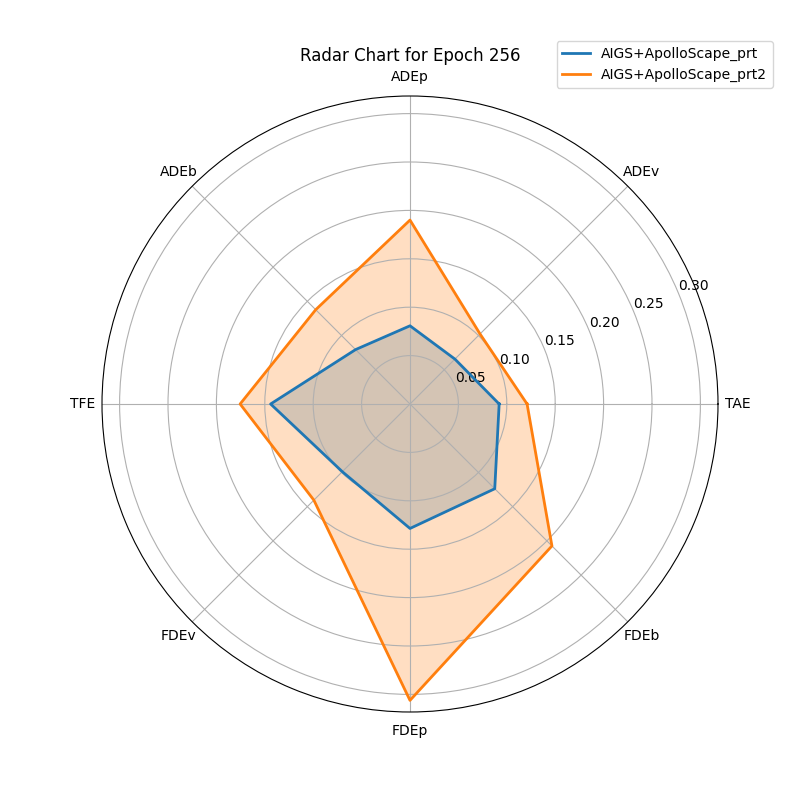 Radar Chart for Epoch 256
AIGS+ApolloScape_prt
AIGS+ApolloScape_prt2
ADEp
ADEb
ADEv
0.30
0.25
0.20
0.15
0.10
0.05
TFE
TAE
FDEv
FDEb
FDEp